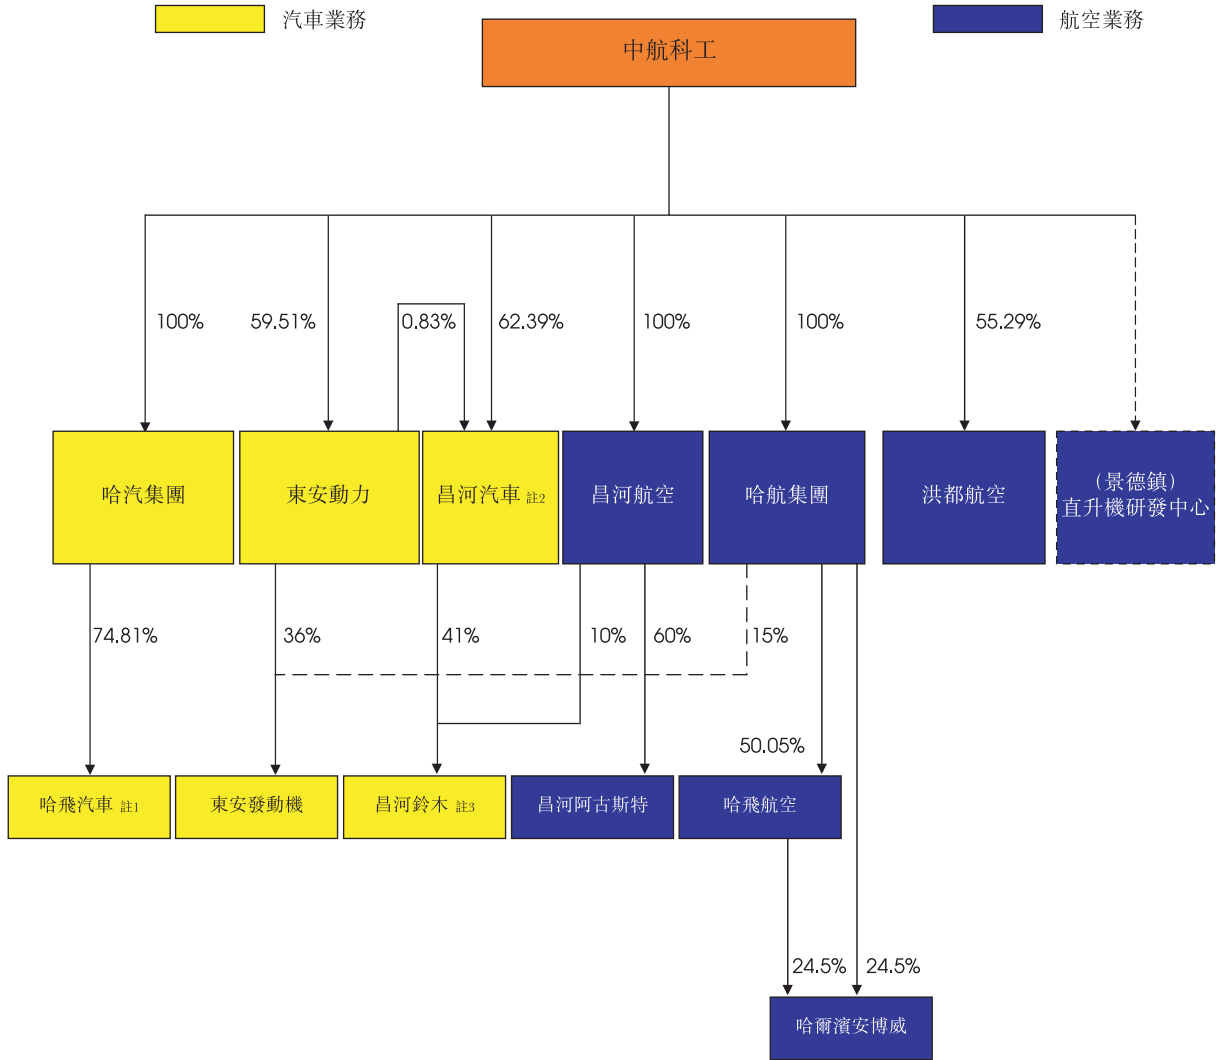 汽車業務
航空業務
中航科工
100%
59.51%
0.83%
62.39%
100%
100%
55.29%
哈汽集團
東安動力
昌河汽車 註2
昌河航空
哈航集團
洪都航空
(景德鎮)
直升機研發中心
74.81%
36%
41%
10%
60%
15%
50.05%
哈飛汽車 註1
東安發動機
昌河鈴木 註3
昌河阿古斯特
哈飛航空
24.5%
24.5%
哈爾濱安博威